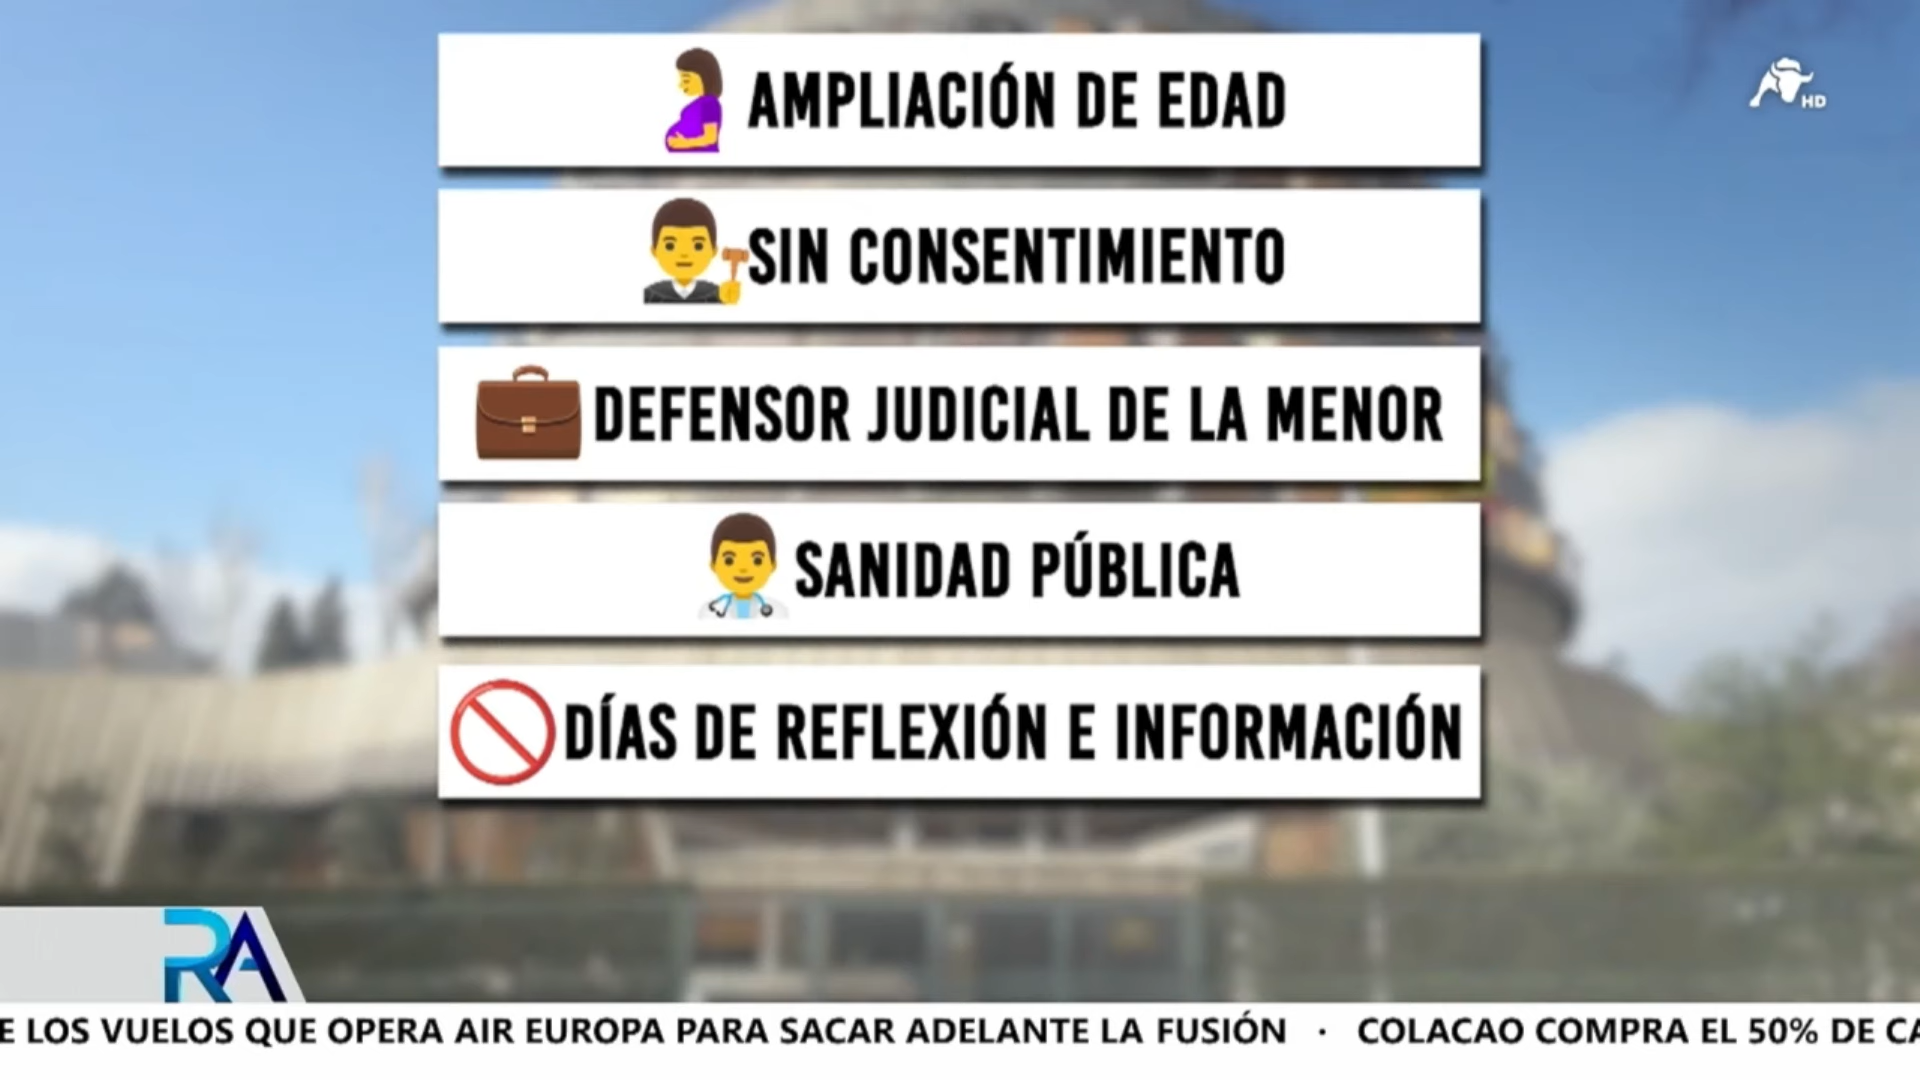 AMPLIACIÓN DE EDAD
HD
SIN CONSENTIMIENTO
DEFENSOR JUDICIAL DE LA MENOR
SANIDAD PÚBLICA
DÍAS DE REFLEXIÓN E INFORMACIÓN
RA
E LOS VUELOS QUE OPERA AIR EUROPA PARA SACAR ADELANTE LA FUSIÓN · COLACAO COMPRA EL 50% DE CA